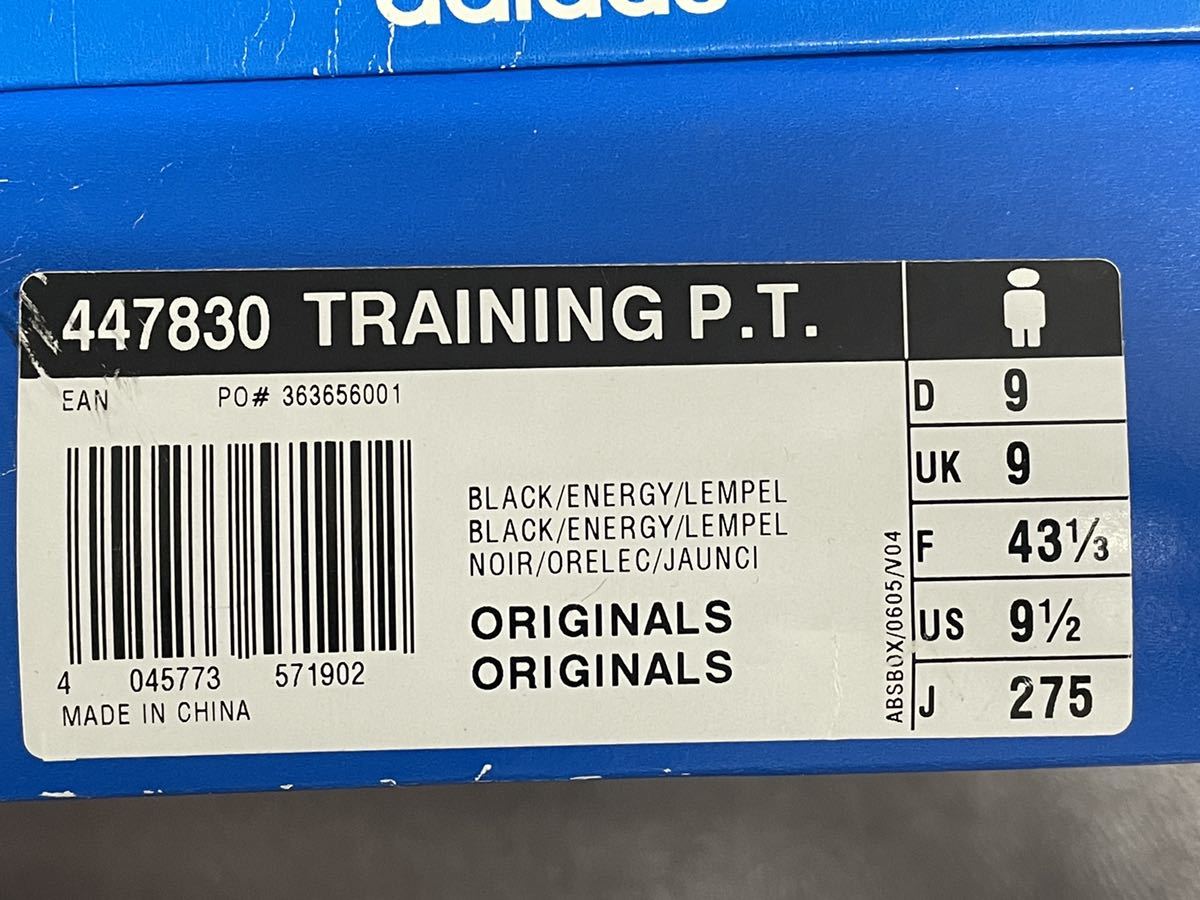 adidas
447830 TRAINING P.T.
EAN PO# 363656001
BLACK/ENERGY/LEMPEL
BLACK/ENERGY/LEMPEL
NOIR/ORELEC/JAUNCI
ORIGINALS
ORIGINALS
4 045773 571902
MADE IN CHINA
ABSBOX/0605/V04
D 9
UK 9
F 43⅓
US 9½
J 275